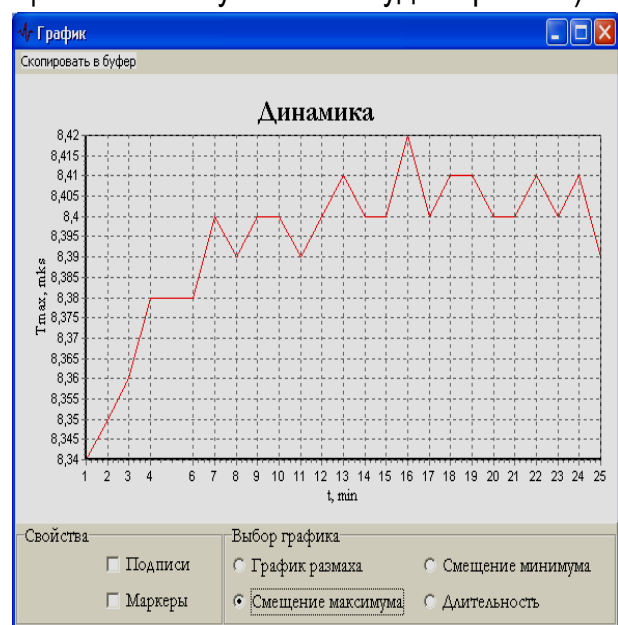 График
Скопировать в буфер
Динамика
8,42
8,415
8,41
8,405
8,4
8,395
8,39
8,385
8,38
8,375
8,37
8,365
8,36
8,355
8,35
8,345
8,34
Tmax, mks
1 2 3 4 6 7 8 9 10 11 12 13 14 15 16 17 18 19 20 21 22 23 24 25
t, min
Свойства
Подписи
Маркеры
Выбор графика
График размаха Смещение минимума
Смещение максимума Длительность